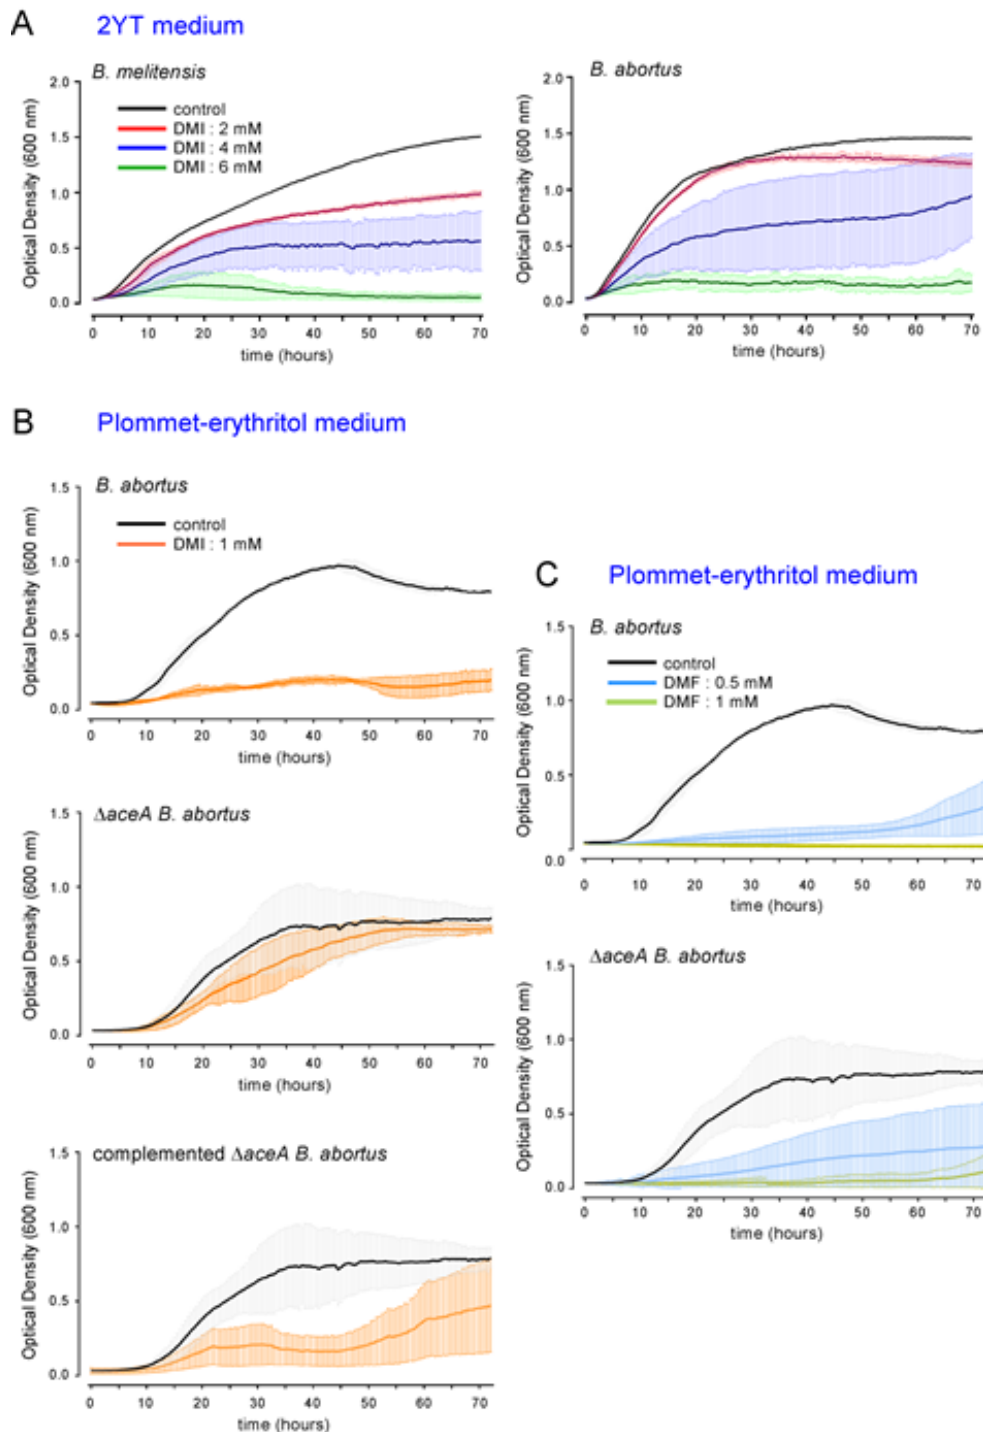 A 2YT medium
B. melitensis
control
DMI : 2 mM
DMI : 4 mM
DMI : 6 mM
Optical Density (600 nm)
2.0
1.5
1.0
0.5
0.0
0 10 20 30 40 50 60 70
time (hours)
B. abortus
Optical Density (600 nm)
2.0
1.5
1.0
0.5
0.0
0 10 20 30 40 50 60 70
time (hours)
B Plommet-erythritol medium
B. abortus
control
DMI : 1 mM
Optical Density (600 nm)
1.5
1.0
0.5
0.0
0 10 20 30 40 50 60 70
time (hours)
ΔaceA B. abortus
Optical Density (600 nm)
1.5
1.0
0.5
0.0
0 10 20 30 40 50 60 70
time (hours)
complemented ΔaceA B. abortus
Optical Density (600 nm)
1.5
1.0
0.5
0.0
0 10 20 30 40 50 60 70
time (hours)
C Plommet-erythritol medium
B. abortus
control
DMF : 0.5 mM
DMF : 1 mM
Optical Density (600 nm)
1.5
1.0
0.5
0.0
0 10 20 30 40 50 60 70
time (hours)
ΔaceA B. abortus
Optical Density (600 nm)
1.5
1.0
0.5
0.0
0 10 20 30 40 50 60 70
time (hours)